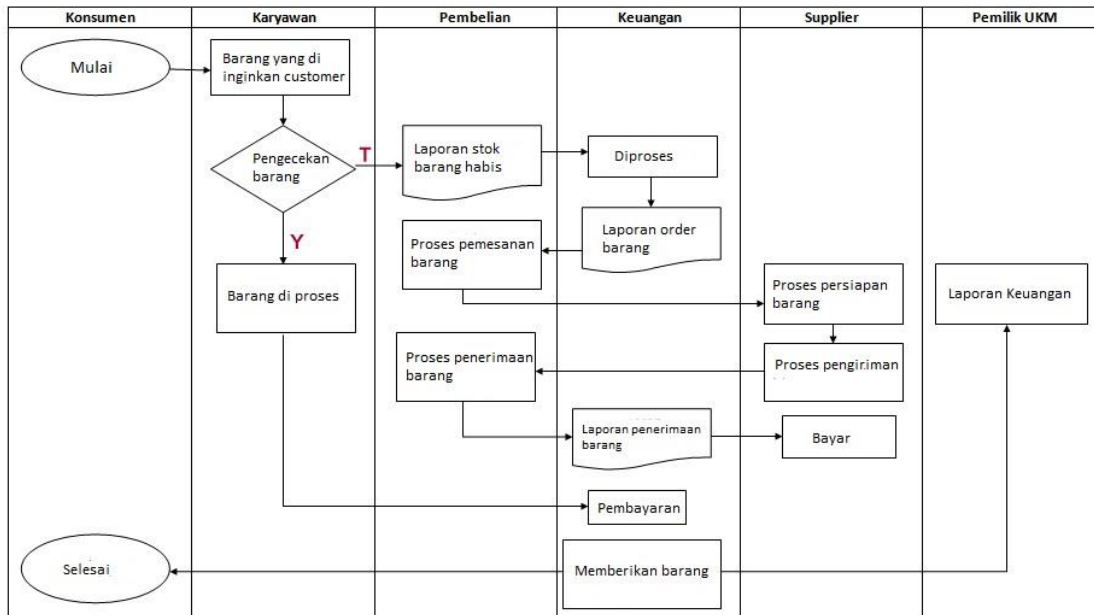 Konsumen
Karyawan
Pembelian
Keuangan
Supplier
Pemilik UKM
Mulai
Barang yang di
inginkan customer
Pengecekan
barang
T
Laporan stok
barang habis
Diproses
Y
Laporan order
barang
Proses pemesanan
barang
Barang di proses
Proses persiapan
barang
Laporan Keuangan
Proses penerimaan
barang
Proses pengiriman
Laporan penerimaan
barang
Bayar
Pembayaran
Selesai
Memberikan barang